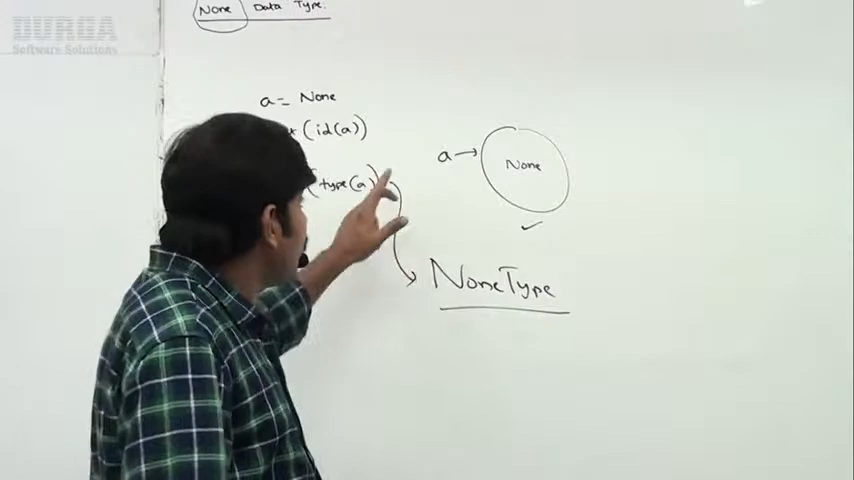 DURGA
Software Solutions
None Data Type:
a = None
(id(a))
(type(a))
a → None ✓
NoneType